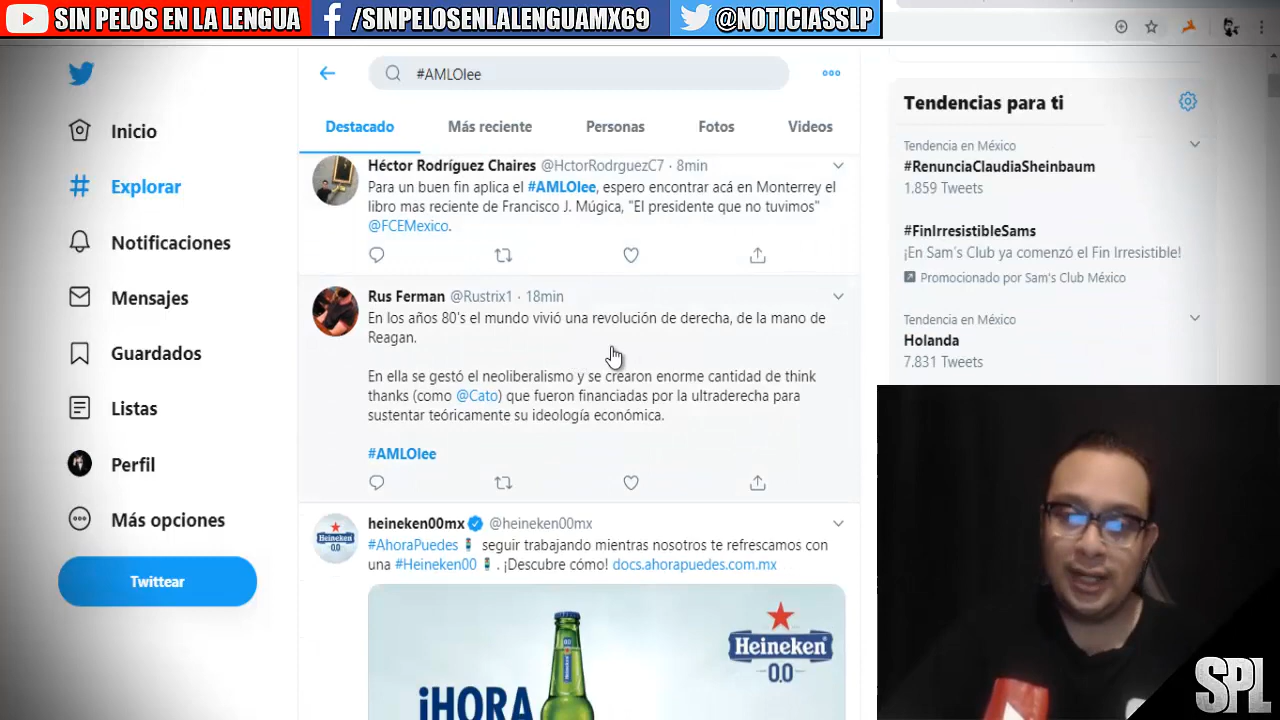 SIN PELOS EN LA LENGUA
/SINPELOSENLALENGUAMX69
@NOTICIASSLP
#AMLOlee
Destacado
Más reciente
Personas
Fotos
Videos
Inicio
Explorar
Notificaciones
Mensajes
Guardados
Listas
Perfil
Más opciones
Twittear
Héctor Rodríguez Chaires @HctorRodrguezC7 · 8min
Para un buen fin aplica el #AMLOlee, espero encontrar acá en Monterrey el
libro mas reciente de Francisco J. Múgica, "El presidente que no tuvimos"
@FCEMexico.
Rus Ferman @Rustrix1 · 18min
En los años 80's el mundo vivió una revolución de derecha, de la mano de
Reagan.
En ella se gestó el neoliberalismo y se crearon enorme cantidad de think
thanks (como @Cato) que fueron financiadas por la ultraderecha para
sustentar teóricamente su ideología económica.
#AMLOlee
heineken00mx @heineken00mx
#AhoraPuedes seguir trabajando mientras nosotros te refrescamos con
una #Heineken00 . ¡Descubre cómo! docs.ahorapuedes.com.mx
Heineken
0.0
¡HORA
Tendencias para ti
Tendencia en México
#RenunciaClaudiaSheinbaum
1.859 Tweets
#FinIrresistibleSams
¡En Sam´s Club ya comenzó el Fin Irresistible!
Promocionado por Sam's Club México
Tendencia en México
Holanda
7.831 Tweets
SPL